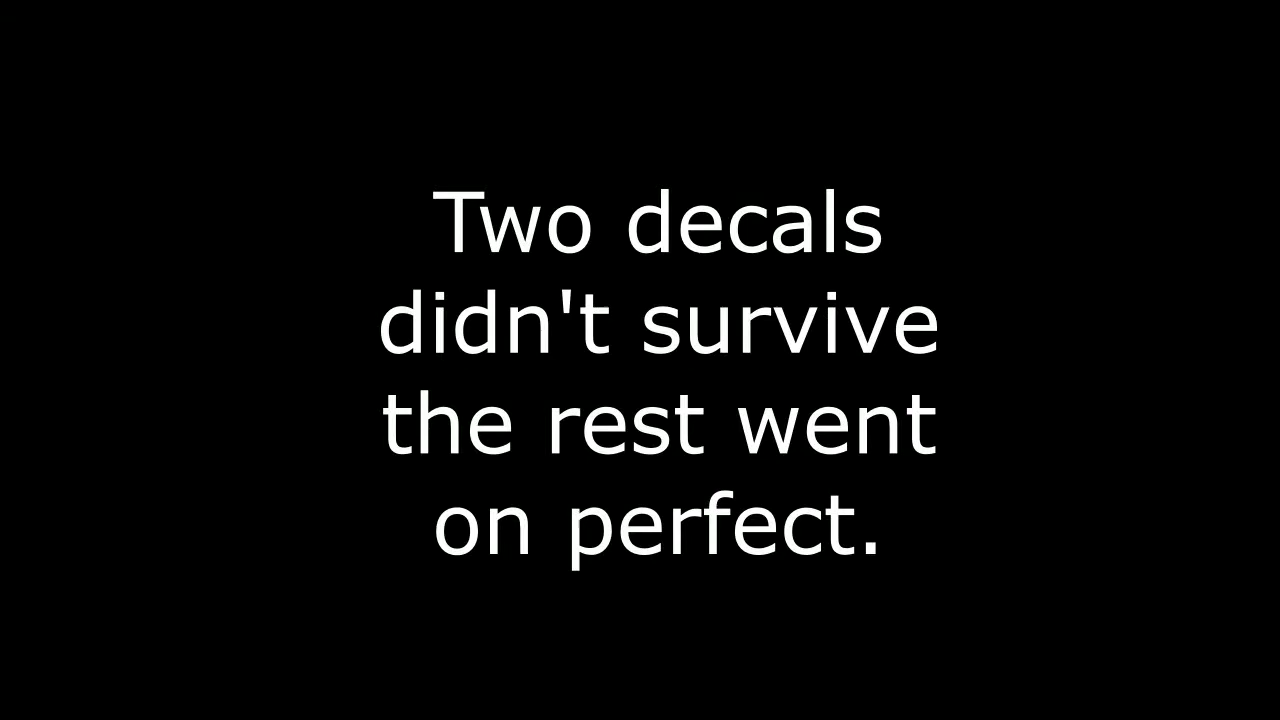 Two decals
didn't survive
the rest went
on perfect.